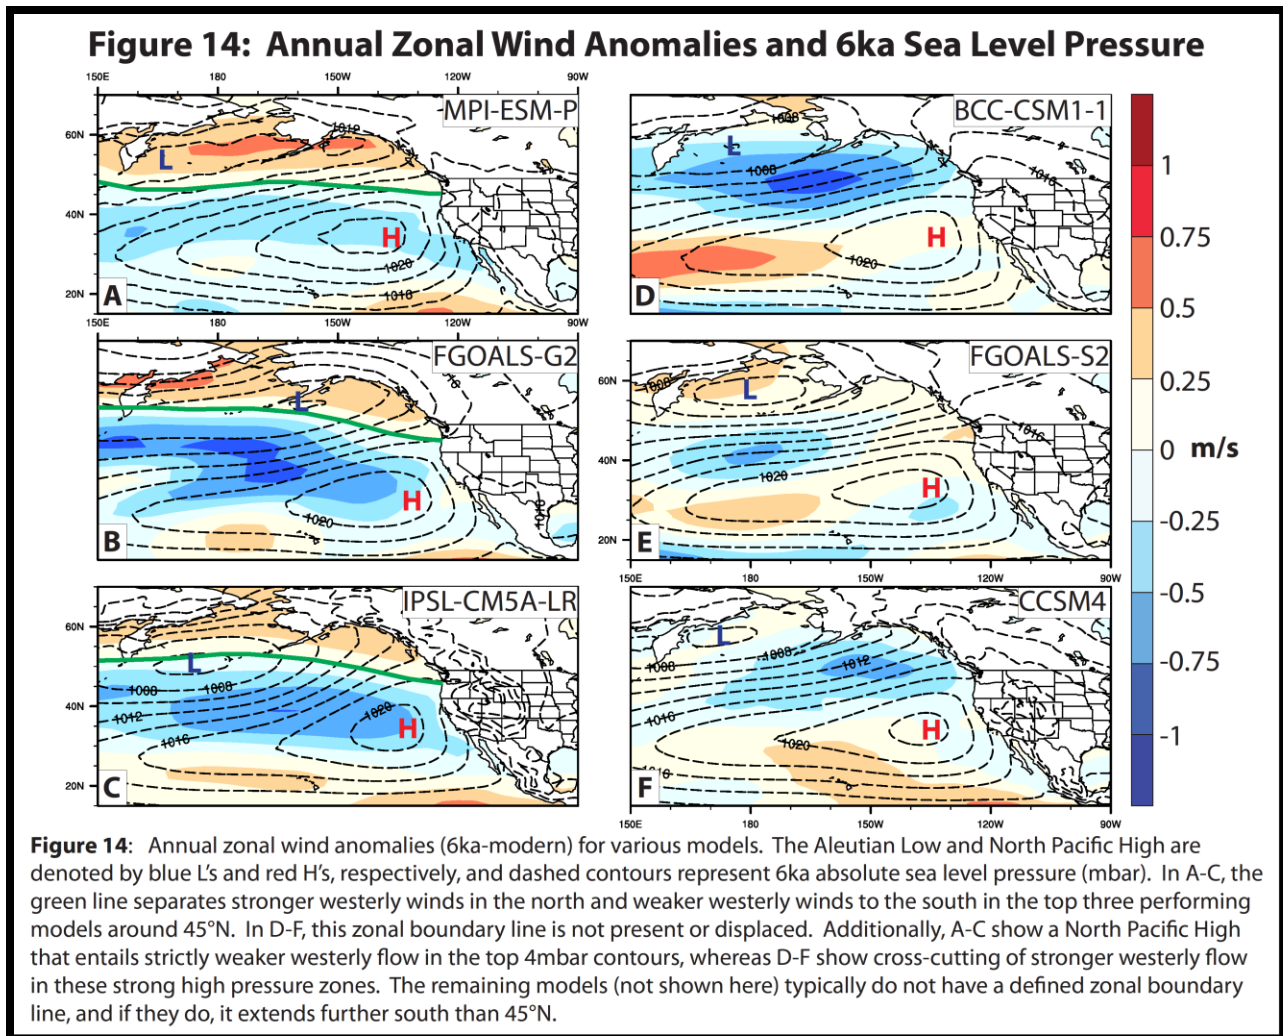 Figure 14: Annual Zonal Wind Anomalies and 6ka Sea Level Pressure
150E 180 150W 120W 90W
MPI-ESM-P
60N
40N
20N
1012
L
H
1020
1016
A
BCC-CSM1-1
1008
L
1008
1016
H
1020
D
150E 180 150W 120W 90W
FGOALS-G2
1016
L
H
1020
1016
B
FGOALS-S2
60N
40N
20N
1008
L
1016
1020
H
E
150E 180 150W 120W 90W
IPSL-CM5A-LR
60N
40N
20N
L
1008
1008
1012
1020
1016
H
C
CCSM4
L
1008
1008
1012
1016
H
1020
1016
F
150E 180 150W 120W 90W
1
0.75
0.5
0.25
0 m/s
-0.25
-0.5
-0.75
-1
Figure 14: Annual zonal wind anomalies (6ka-modern) for various models. The Aleutian Low and North Pacific High are
denoted by blue L's and red H's, respectively, and dashed contours represent 6ka absolute sea level pressure (mbar). In A-C, the
green line separates stronger westerly winds in the north and weaker westerly winds to the south in the top three performing
models around 45°N. In D-F, this zonal boundary line is not present or displaced. Additionally, A-C show a North Pacific High
that entails strictly weaker westerly flow in the top 4mbar contours, whereas D-F show cross-cutting of stronger westerly flow
in these strong high pressure zones. The remaining models (not shown here) typically do not have a defined zonal boundary
line, and if they do, it extends further south than 45°N.